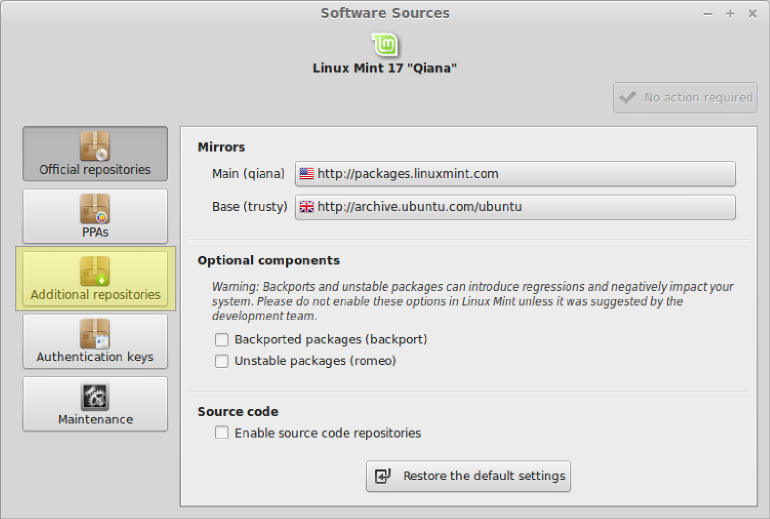 Software Sources
Linux Mint 17 "Qiana"
No action required
Official repositories
PPAs
Additional repositories
Authentication keys
Maintenance
Mirrors
Main (qiana) http://packages.linuxmint.com
Base (trusty) http://archive.ubuntu.com/ubuntu
Optional components
Warning: Backports and unstable packages can introduce regressions and negatively impact your
system. Please do not enable these options in Linux Mint unless it was suggested by the
development team.
Backported packages (backport)
Unstable packages (romeo)
Source code
Enable source code repositories
Restore the default settings